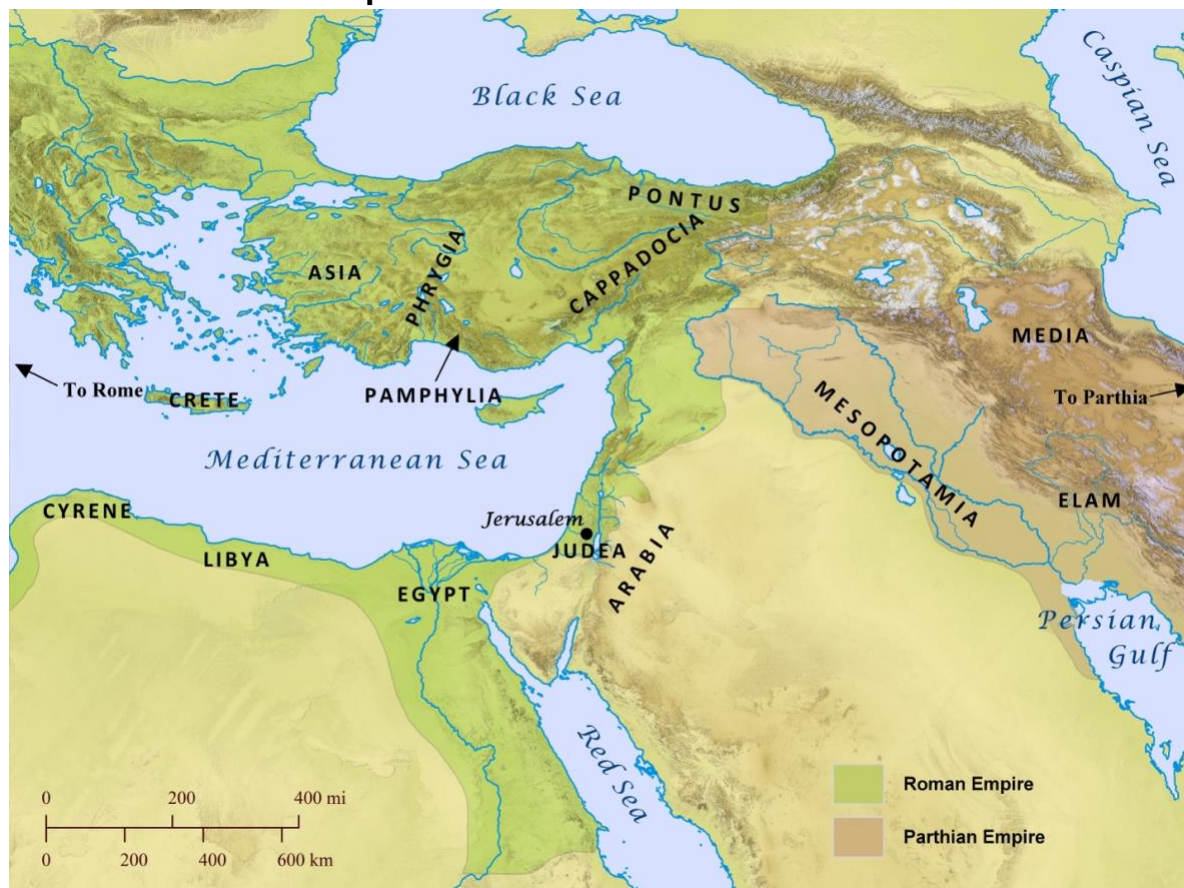 Black Sea
Caspian Sea
PONTUS
CAPPADOCIA
PHRYGIA
ASIA
MEDIA
To Rome
CRETE
PAMPHYLIA
To Parthia
MESOPOTAMIA
Mediterranean Sea
ELAM
CYRENE
Jerusalem
JUDEA
LIBYA
ARABIA
EGYPT
Persian
Gulf
Red Sea
Roman Empire
Parthian Empire
0 200 400 mi
0 200 400 600 km